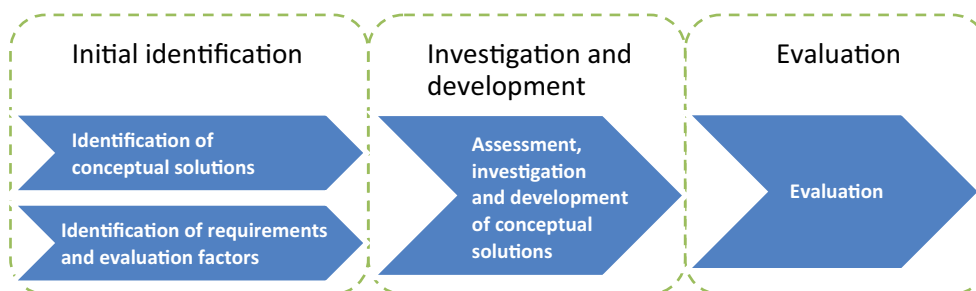 Initial identification
Identification of
conceptual solutions
Identification of requirements
and evaluation factors
Investigation and
development
Assessment,
investigation
and development
of conceptual
solutions
Evaluation
Evaluation